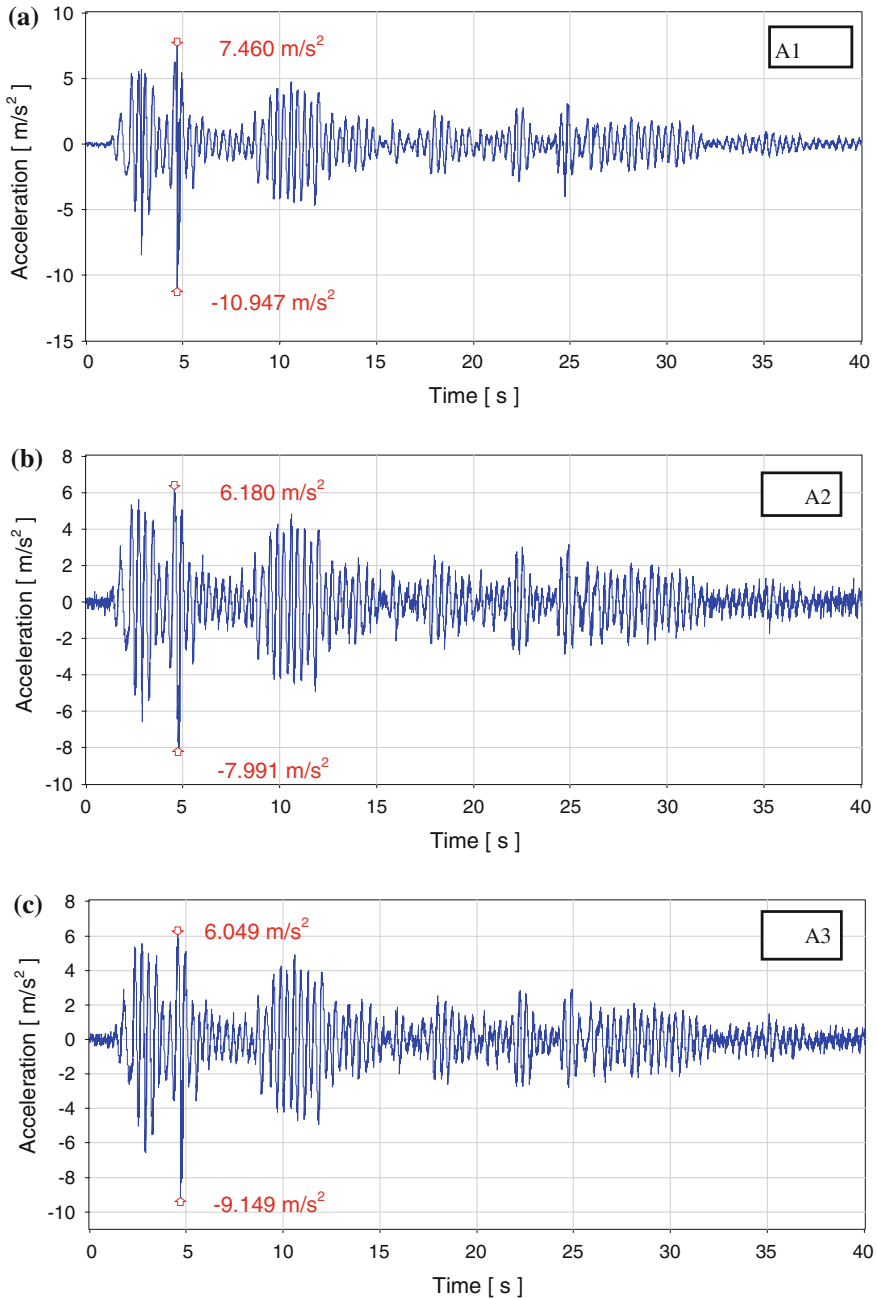 (a)
10
5
0
-5
-10
-15
Acceleration [ m/s² ]
7.460 m/s²
A1
-10.947 m/s²
0 5 10 15 20 25 30 35 40
Time [ s ]
(b)
8
6
4
2
0
-2
-4
-6
-8
-10
Acceleration [ m/s² ]
6.180 m/s²
A2
-7.991 m/s²
0 5 10 15 20 25 30 35 40
Time [ s ]
(c)
8
6
4
2
0
-2
-4
-6
-8
-10
Acceleration [ m/s² ]
6.049 m/s²
A3
-9.149 m/s²
0 5 10 15 20 25 30 35 40
Time [ s ]